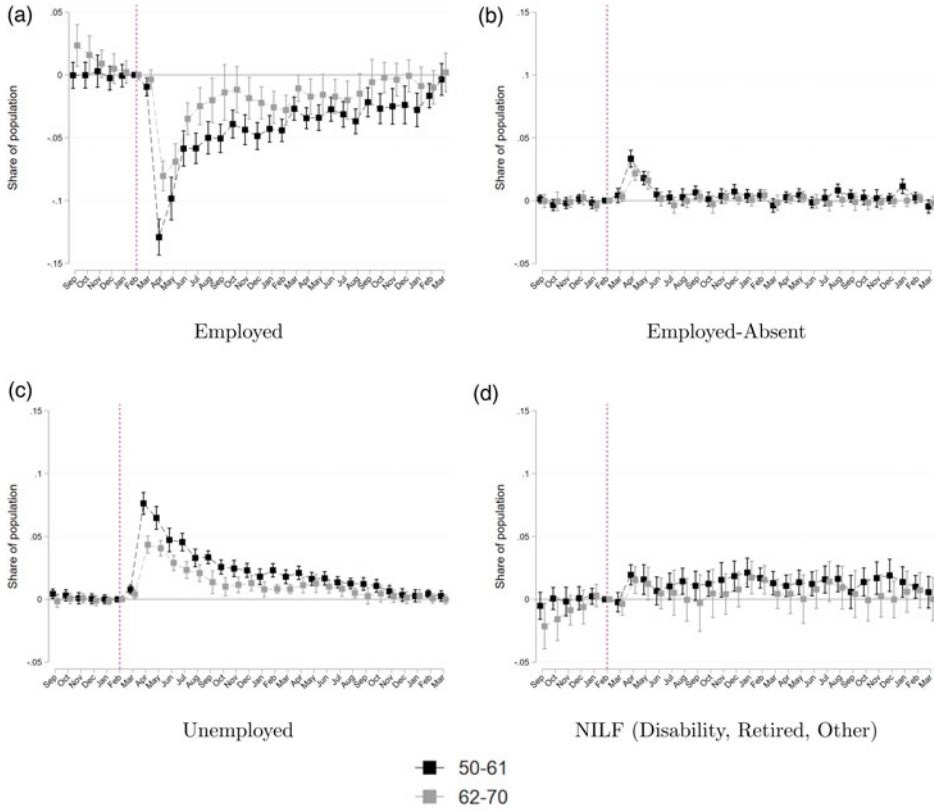 (a)
.05
0
-.05
-.1
-.15
Share of population
Sep Oct Nov Dec Jan Feb Mar Apr May Jun Jul Aug Sep Oct Nov Dec Jan Feb Mar Apr May Jun Jul Aug Sep Oct Nov Dec Jan Feb Mar
Employed
(b)
.15
.1
.05
0
-.05
Share of population
Sep Oct Nov Dec Jan Feb Mar Apr May Jun Jul Aug Sep Oct Nov Dec Jan Feb Mar Apr May Jun Jul Aug Sep Oct Nov Dec Jan Feb Mar
Employed-Absent
(c)
.15
.1
.05
0
-.05
Share of population
Sep Oct Nov Dec Jan Feb Mar Apr May Jun Jul Aug Sep Oct Nov Dec Jan Feb Mar Apr May Jun Jul Aug Sep Oct Nov Dec Jan Feb Mar
Unemployed
(d)
.15
.1
.05
0
-.05
Share of population
Sep Oct Nov Dec Jan Feb Mar Apr May Jun Jul Aug Sep Oct Nov Dec Jan Feb Mar Apr May Jun Jul Aug Sep Oct Nov Dec Jan Feb Mar
NILF (Disability, Retired, Other)
50-61
62-70